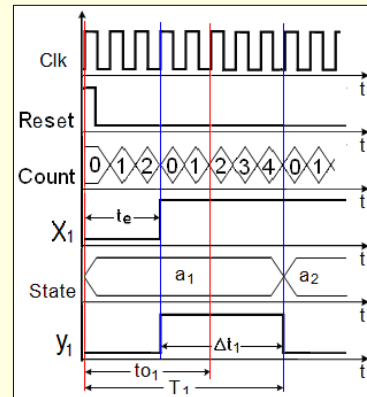 Clk
t
Reset
t
Count 0 1 2 0 1 2 3 4 0 1
t
te
X1
t
State a1 a2
t
y1 Δt1
t
to1
T1